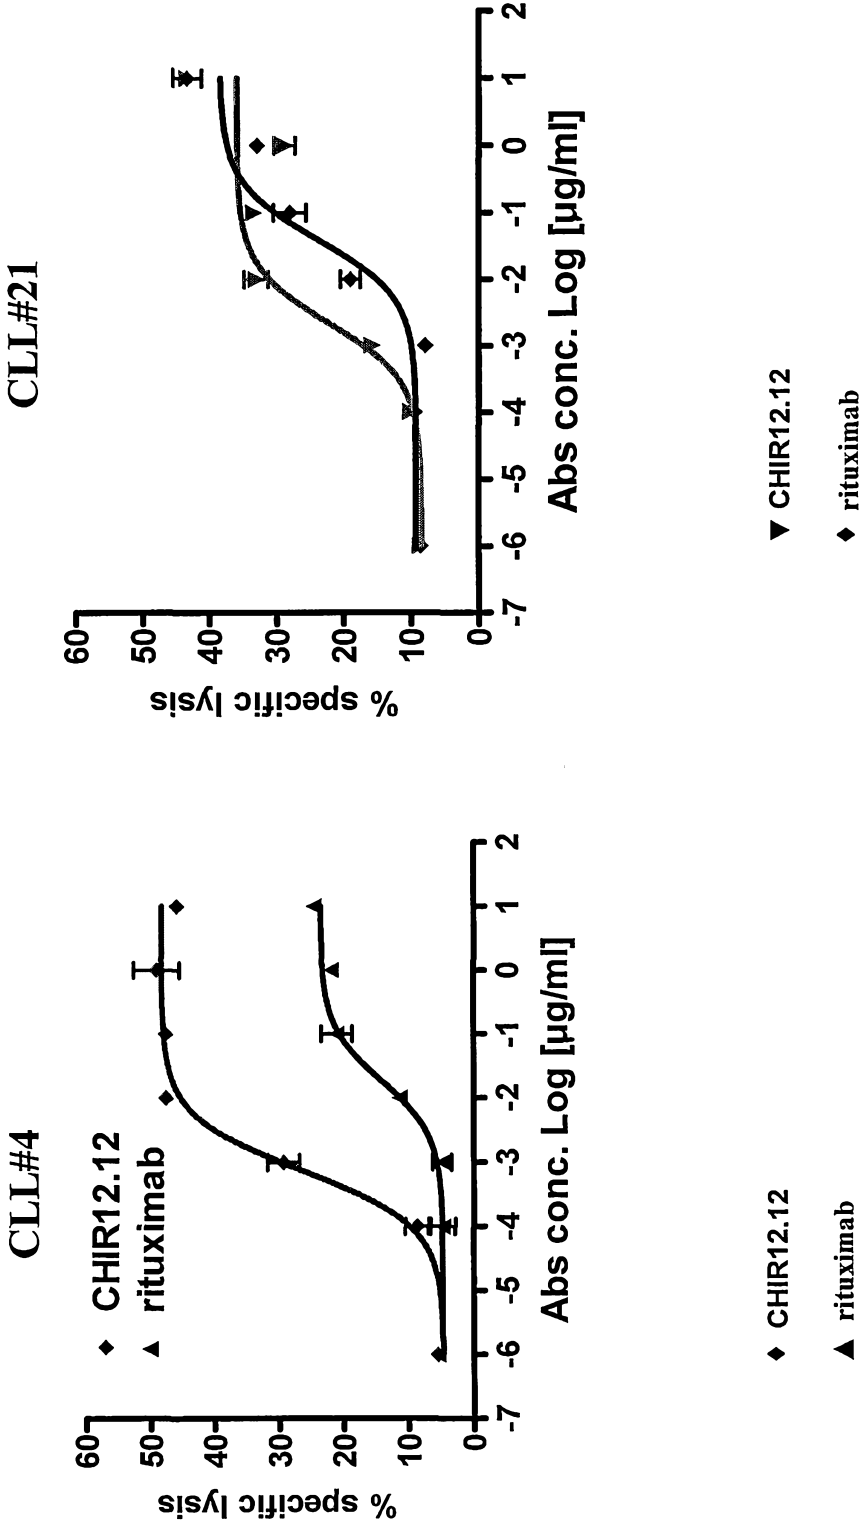 CLL#4
CHIR12.12
rituximab
% specific lysis
60
50
40
30
20
10
0
-7
-6
-5
-4
-3
-2
-1
0
1
2
Abs conc. Log [µg/ml]
CHIR12.12
rituximab
CLL#21
% specific lysis
60
50
40
30
20
10
0
-7
-6
-5
-4
-3
-2
-1
0
1
2
Abs conc. Log [µg/ml]
CHIR12.12
rituximab